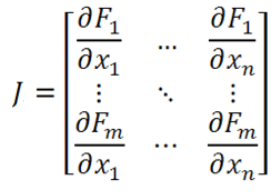 J = [ ∂F₁/∂x₁ … ∂F₁/∂xₙ
⋮ ⋱ ⋮
∂Fₘ/∂x₁ ⋯ ∂Fₘ/∂xₙ ]